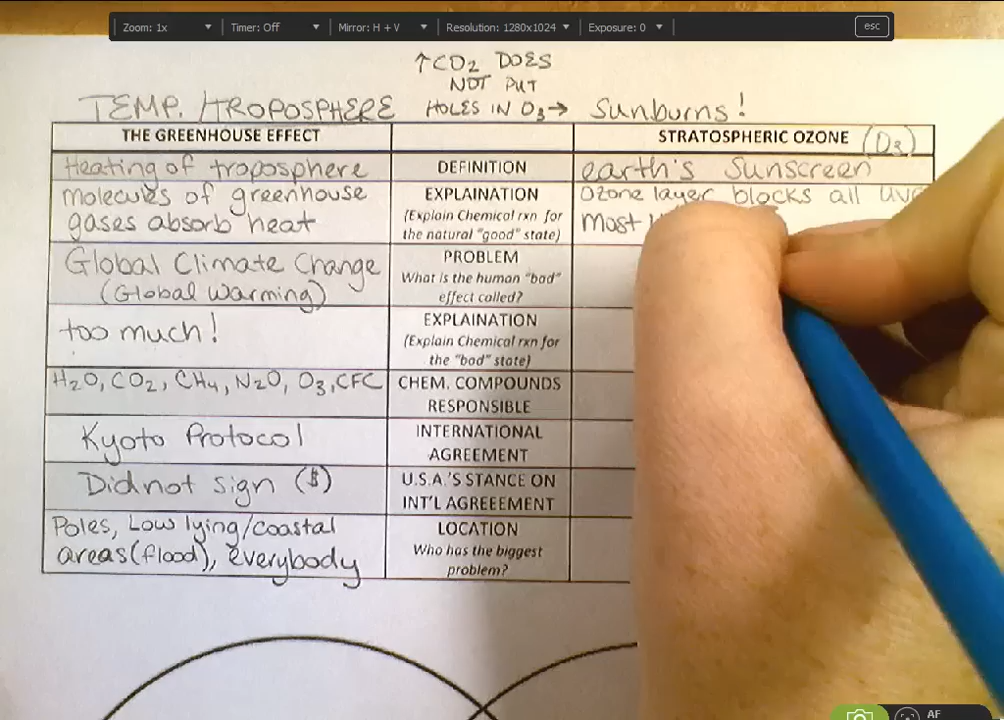 Zoom: 1x Timer: Off Mirror: H + V Resolution: 1280x1024 Exposure: 0 esc
↑CO2 DOES
NOT PUT
TEMP. / TROPOSPHERE HOLES IN O3→ Sunburns!
THE GREENHOUSE EFFECT STRATOSPHERIC OZONE (O3)
Heating of troposphere DEFINITION earth's Sunscreen
molecules of greenhouse EXPLAINATION Ozone layer blocks all UVC
gases absorb heat (Explain Chemical rxn for most
the natural "good" state)
Global Climate Change PROBLEM
(Global Warming) What is the human "bad"
effect called?
too much! EXPLAINATION
(Explain Chemical rxn for
the "bad" state)
H2O, CO2, CH4, N2O, O3, CFC CHEM. COMPOUNDS
RESPONSIBLE
Kyoto Protocol INTERNATIONAL
AGREEMENT
Did not sign ($) U.S.A.'S STANCE ON
INT'L AGREEEMENT
Poles, Low lying/coastal LOCATION
areas (flood), everybody Who has the biggest
problem?
AF